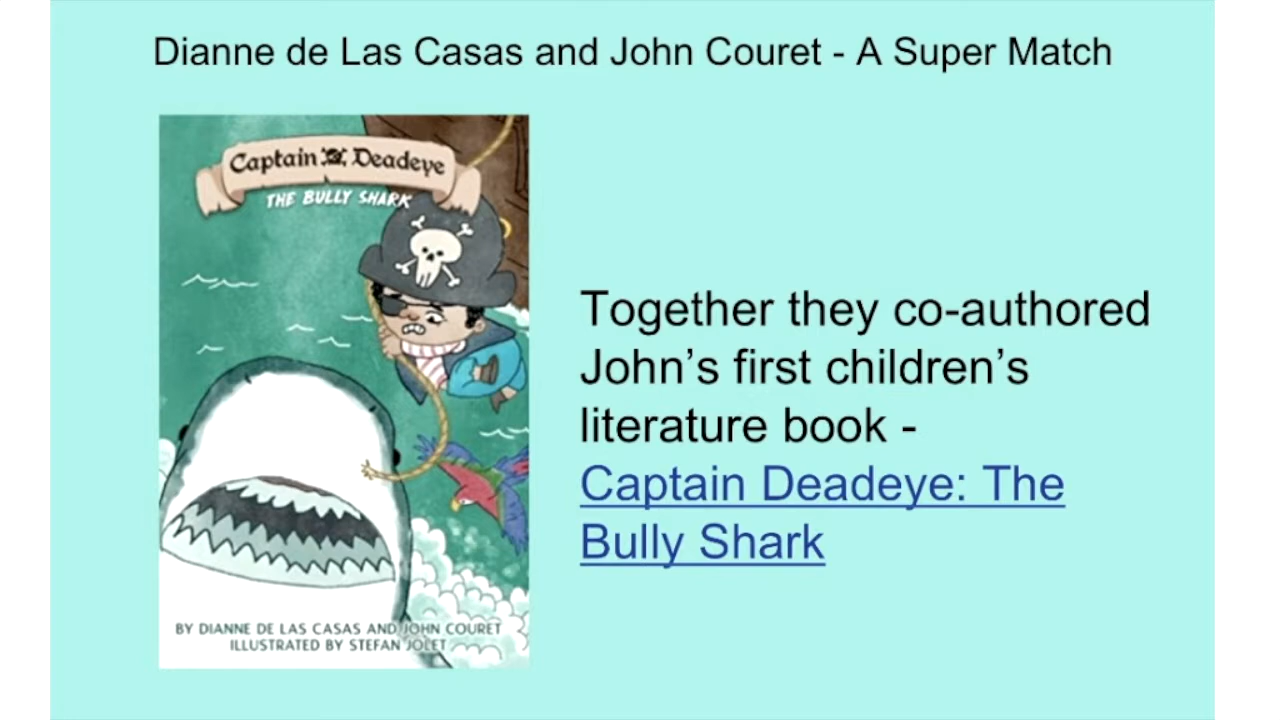 Dianne de Las Casas and John Couret - A Super Match
Captain Deadeye
THE BULLY SHARK
Together they co-authored
John’s first children’s
literature book -
Captain Deadeye: The
Bully Shark
BY DIANNE DE LAS CASAS AND JOHN COURET
ILLUSTRATED BY STEFAN JOLET